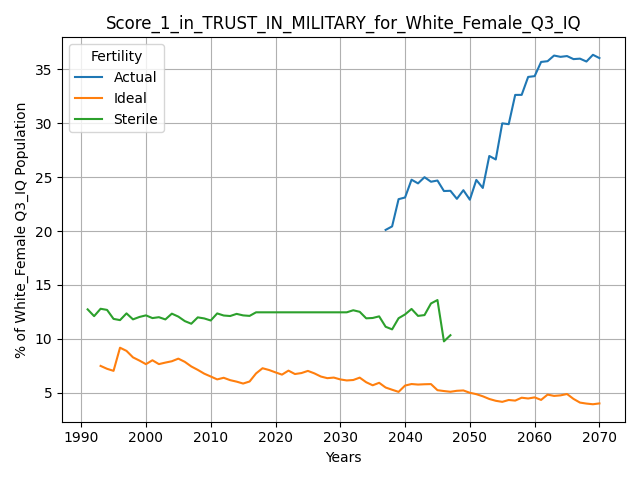 Score_1_in_TRUST_IN_MILITARY_for_White_Female_Q3_IQ
Fertility
Actual
Ideal
Sterile
% of White_Female Q3_IQ Population
35
30
25
20
15
10
5
1990 2000 2010 2020 2030 2040 2050 2060 2070
Years